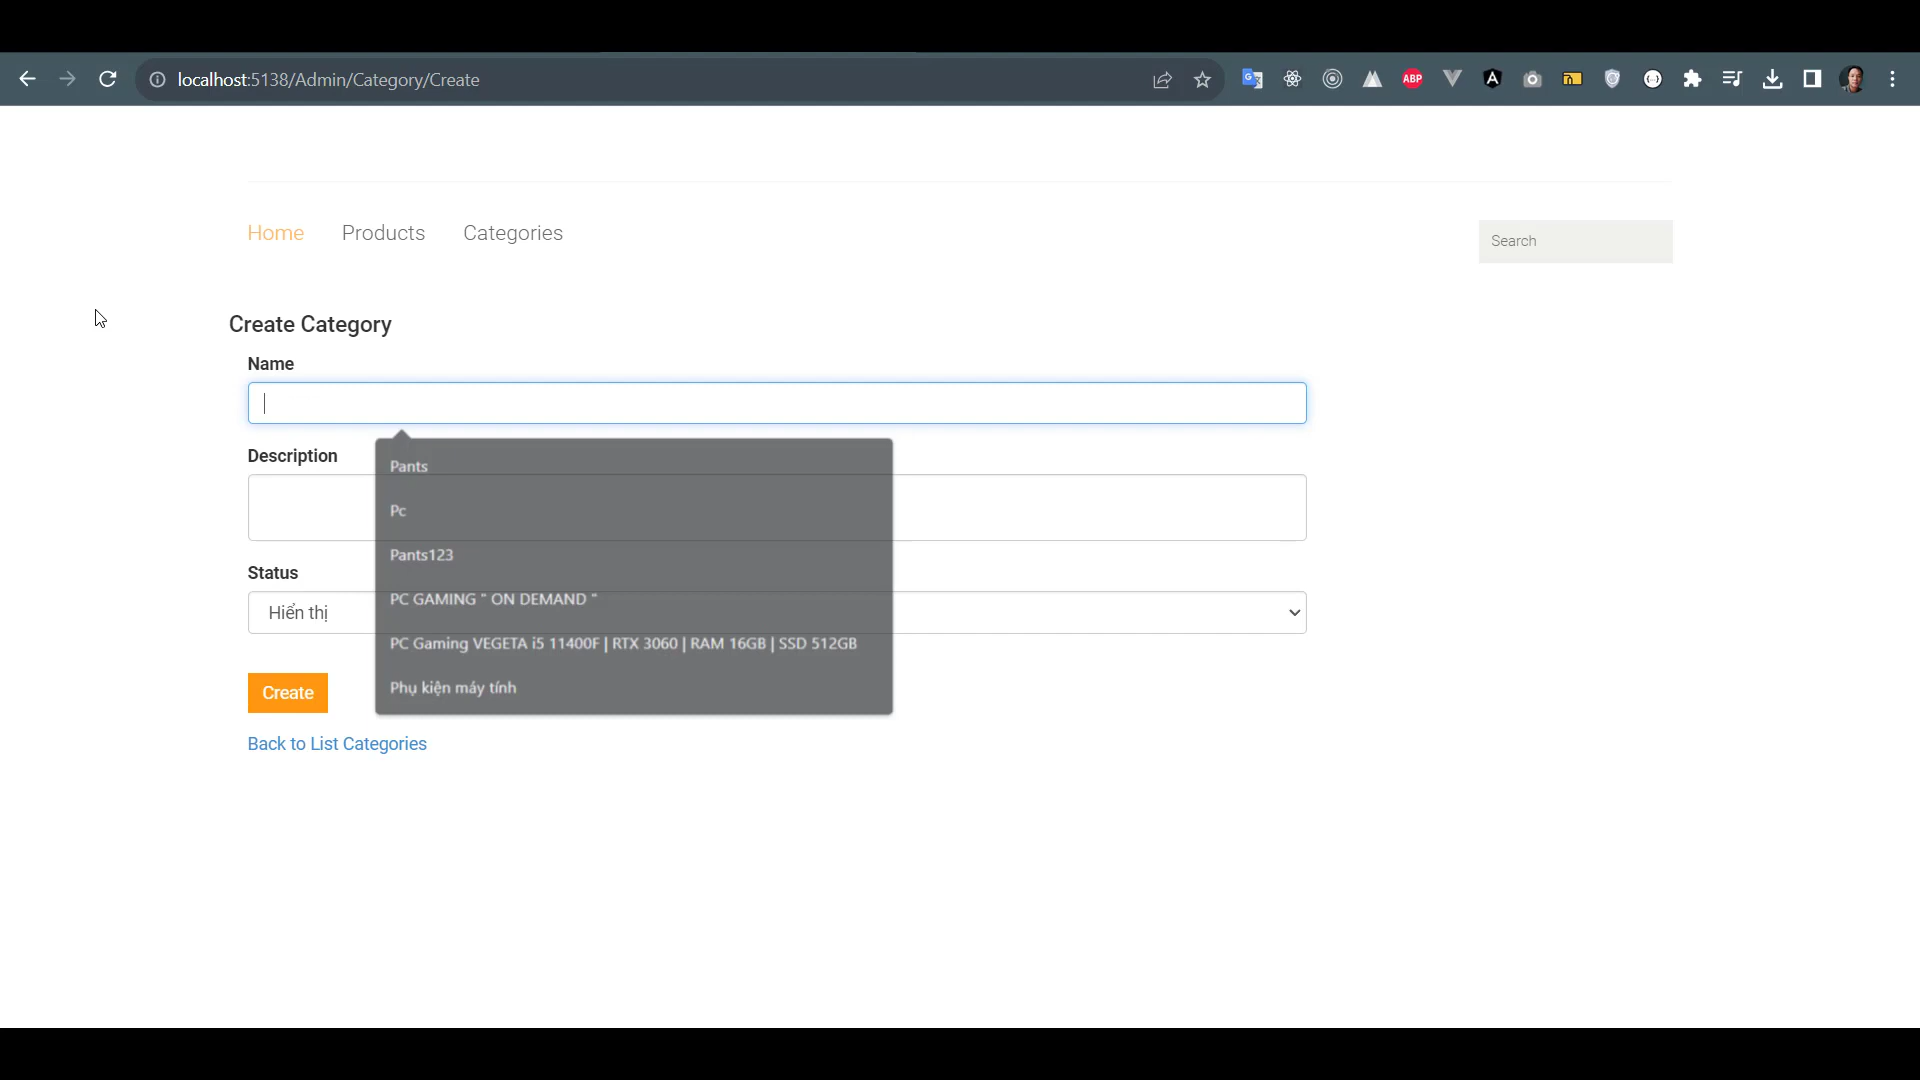 localhost:5138/Admin/Category/Create
ABP
Home Products Categories
Search
Create Category
Name
Description
Pants
Pc
Pants123
Status
PC GAMING " ON DEMAND "
Hiển thị
PC Gaming VEGETA i5 11400F | RTX 3060 | RAM 16GB | SSD 512GB
Phụ kiện máy tính
Create
Back to List Categories